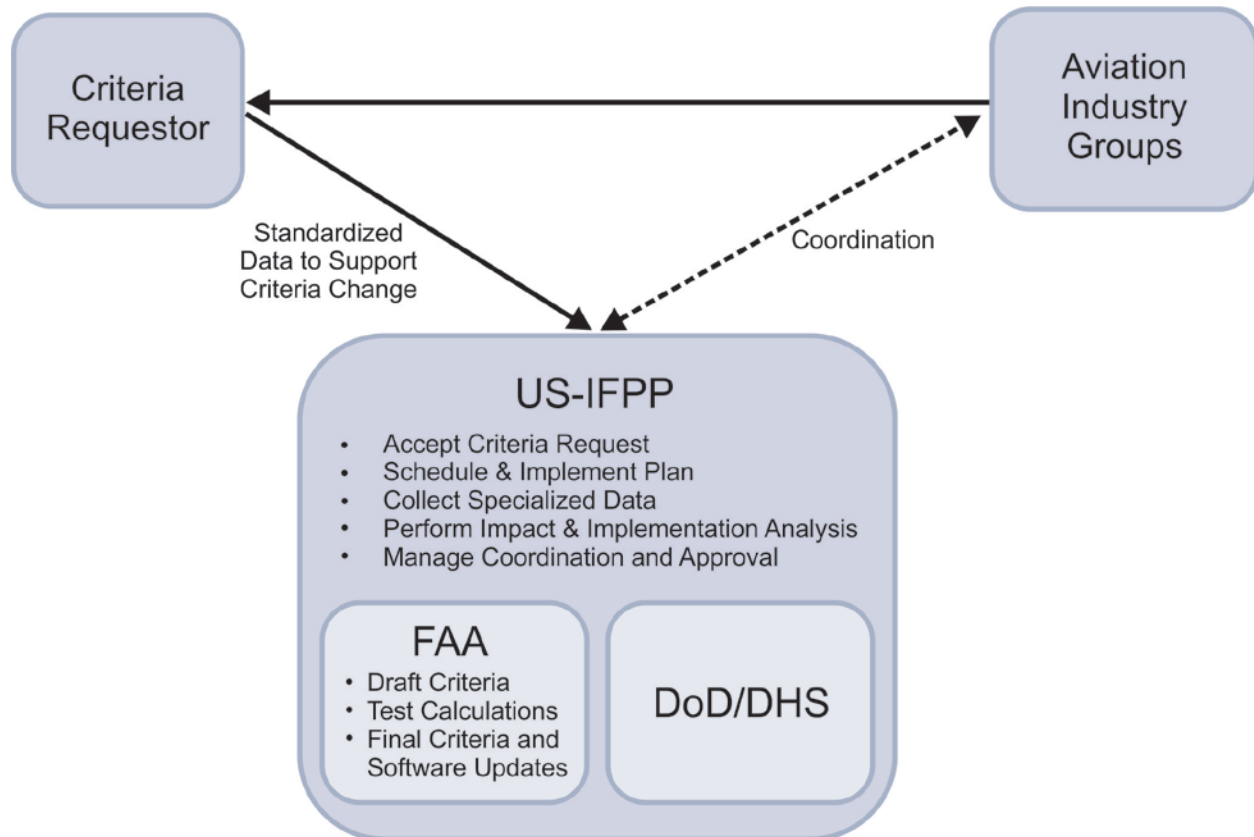 Criteria
Requestor
Aviation
Industry
Groups
Standardized
Data to Support
Criteria Change
Coordination
US-IFPP
• Accept Criteria Request
• Schedule & Implement Plan
• Collect Specialized Data
• Perform Impact & Implementation Analysis
• Manage Coordination and Approval
FAA
• Draft Criteria
• Test Calculations
• Final Criteria and
Software Updates
DoD/DHS